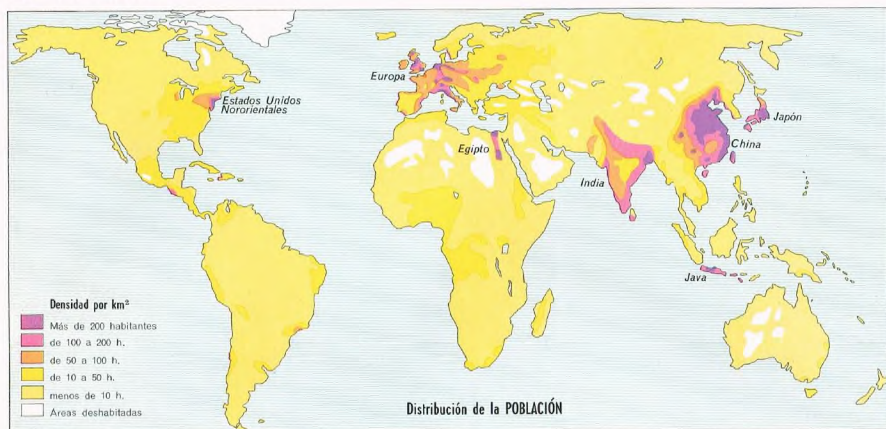 Europa
Estados Unidos
Nororientales
Egipto
India
Japón
China
Java
Densidad por km²
Más de 200 habitantes
de 100 a 200 h.
de 50 a 100 h.
de 10 a 50 h.
menos de 10 h.
Areas deshabitadas
Distribución de la POBLACIÓN